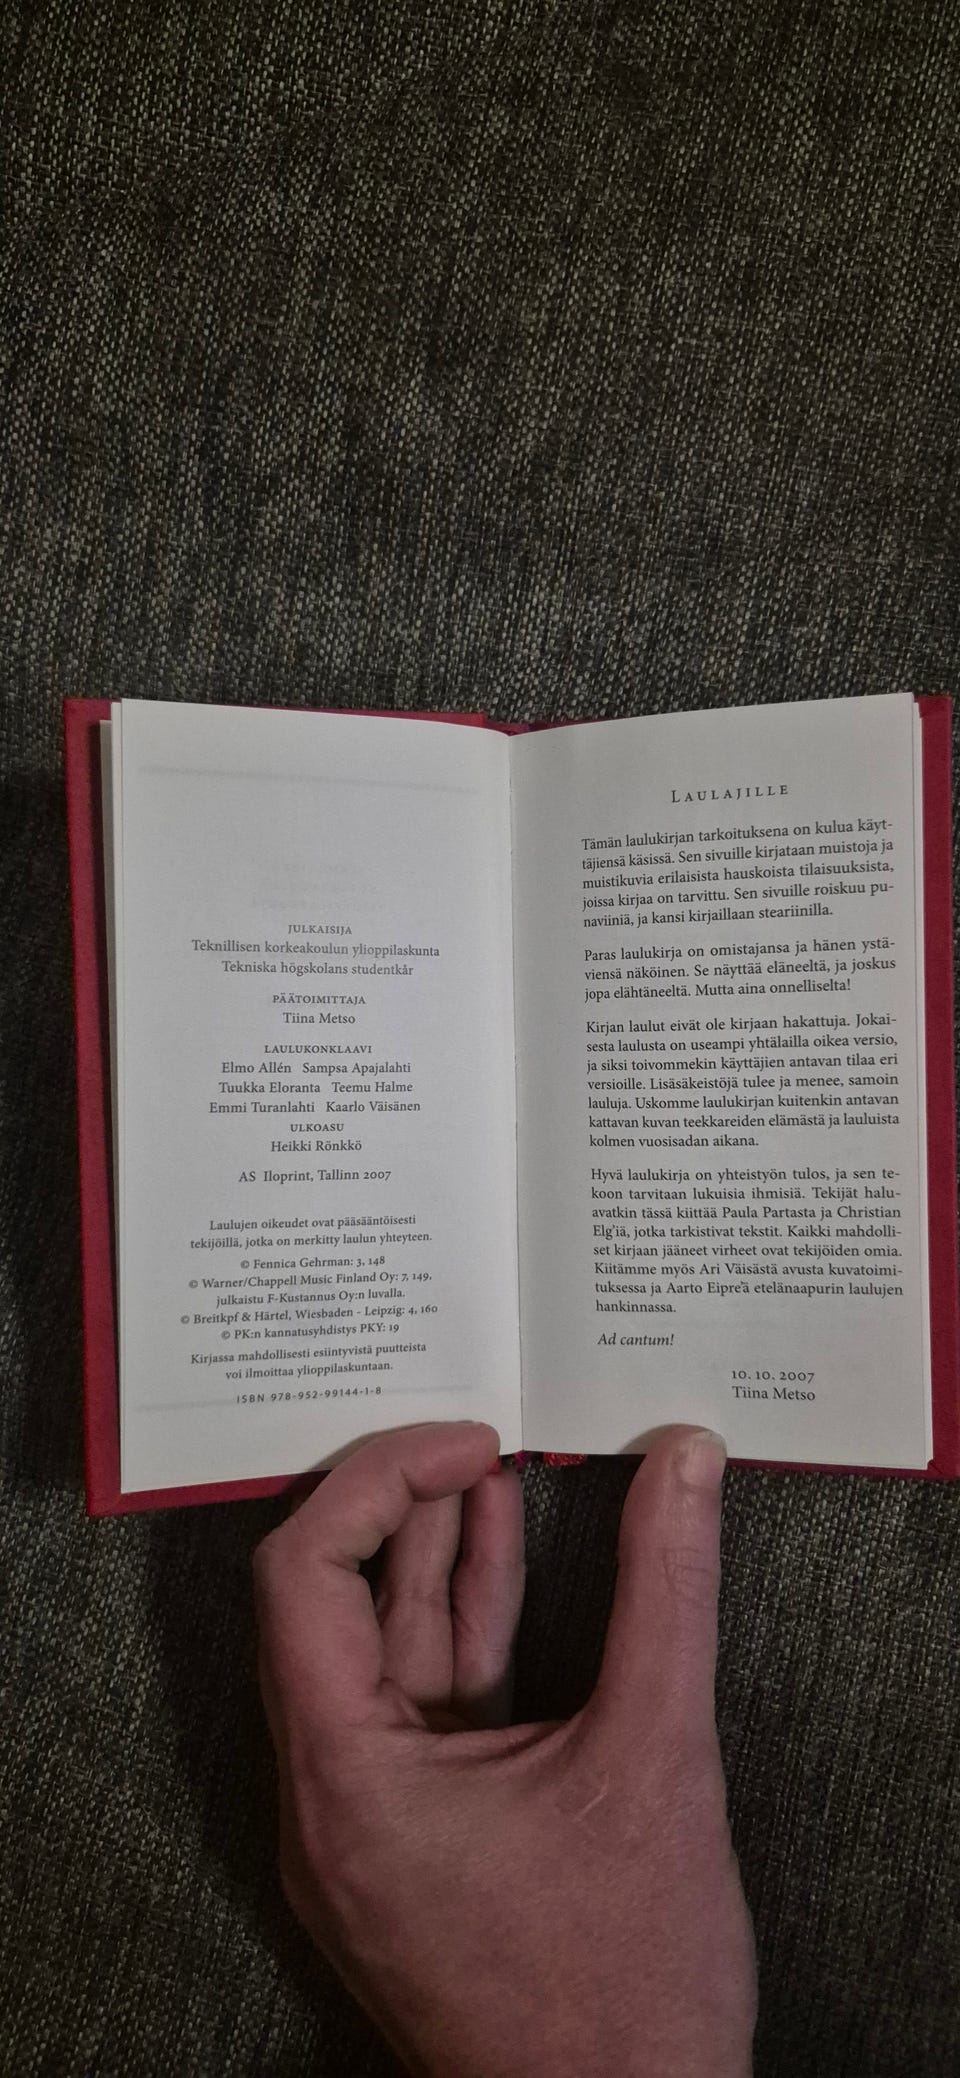 JULKAISIJA
Teknillisen korkeakoulun ylioppilaskunta
Tekniska högskolans studentkår
PÄÄTOIMITTAJA
Tiina Metso
LAULUKONKLAAVI
Elmo Allén Sampsa Apajalahti
Tuukka Eloranta Teemu Halme
Emmi Turanlahti Kaarlo Väisänen
ULKOASU
Heikki Rönkkö
AS Iloprint, Tallinn 2007
Laulujen oikeudet ovat pääsääntöisesti
tekijöillä, jotka on merkitty laulun yhteyteen.
© Fennica Gehrman: 3, 148
© Warner/Chappell Music Finland Oy: 7, 149,
julkaistu F-Kustannus Oy:n luvalla.
© Breitkpf & Härtel, Wiesbaden - Leipzig: 4, 160
© PK:n kannatusyhdistys PKY: 19
Kirjassa mahdollisesti esiintyvistä puutteista
voi ilmoittaa ylioppilaskuntaan.
ISBN 978-952-99144-1-8
LAULAJILLE
Tämän laulukirjan tarkoituksena on kulua käyt-
täjiensä käsissä. Sen sivuille kirjataan muistoja ja
muistikuvia erilaisista hauskoista tilaisuuksista,
joissa kirjaa on tarvittu. Sen sivuille roiskuu pu-
naviiniä, ja kansi kirjaillaan steariinilla.
Paras laulukirja on omistajansa ja hänen ystä-
viensä näköinen. Se näyttää eläneeltä, ja joskus
jopa elähtäneeltä. Mutta aina onnelliselta!
Kirjan laulut eivät ole kirjaan hakattuja. Jokai-
sesta laulusta on useampi yhtälailla oikea versio,
ja siksi toivommekin käyttäjien antavan tilaa eri
versioille. Lisäsäkeistöjä tulee ja menee, samoin
lauluja. Uskomme laulukirjan kuitenkin antavan
kattavan kuvan teekkareiden elämästä ja lauluista
kolmen vuosisadan aikana.
Hyvä laulukirja on yhteistyön tulos, ja sen te-
koon tarvitaan lukuisia ihmisiä. Tekijät halu-
avatkin tässä kiittää Paula Partasta ja Christian
Elg'iä, jotka tarkistivat tekstit. Kaikki mahdolli-
set kirjaan jääneet virheet ovat tekijöiden omia.
Kiitämme myös Ari Väisästä avusta kuvatoimi-
tuksessa ja Aarto Eipre'ä etelänaapurin laulujen
hankinnassa.
Ad cantum!
10. 10. 2007
Tiina Metso